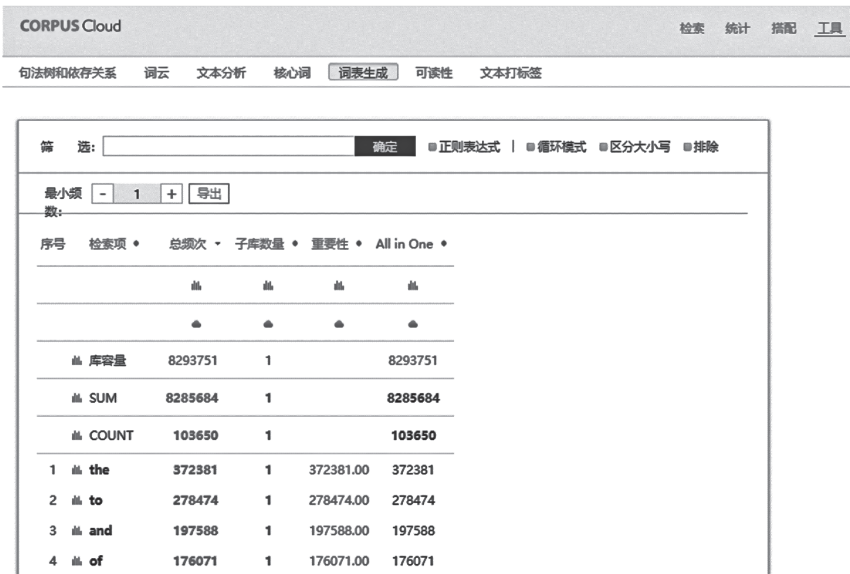 CORPUS Cloud
检索 统计 搭配 工具
句法树和依存关系 词云 文本分析 核心词 词表生成 可读性 文本打标签
筛 选: 确定 正则表达式 | 循环模式 区分大小写 排除
最小频数: - 1 + 导出
序号 检索项 总频次 子库数量 重要性 All in One
库容量 8293751 1 8293751
SUM 8285684 1 8285684
COUNT 103650 1 103650
1 the 372381 1 372381.00 372381
2 to 278474 1 278474.00 278474
3 and 197588 1 197588.00 197588
4 of 176071 1 176071.00 176071